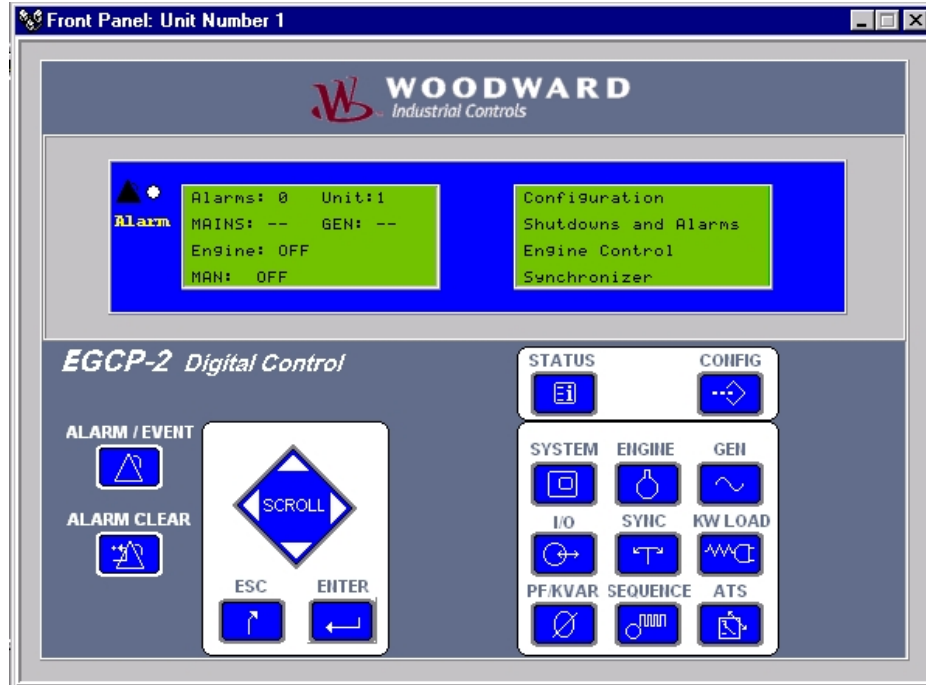 Front Panel: Unit Number 1
WOODWARD
Industrial Controls
Alarm
Alarms: 0 Unit:1
MAINS: -- GEN: --
Engine: OFF
MAN: OFF
Configuration
Shutdowns and Alarms
Engine Control
Synchronizer
EGCP-2 Digital Control
ALARM / EVENT
ALARM CLEAR
SCROLL
ESC ENTER
STATUS CONFIG
SYSTEM ENGINE GEN
I/O SYNC KW LOAD
PF/KVAR SEQUENCE ATS